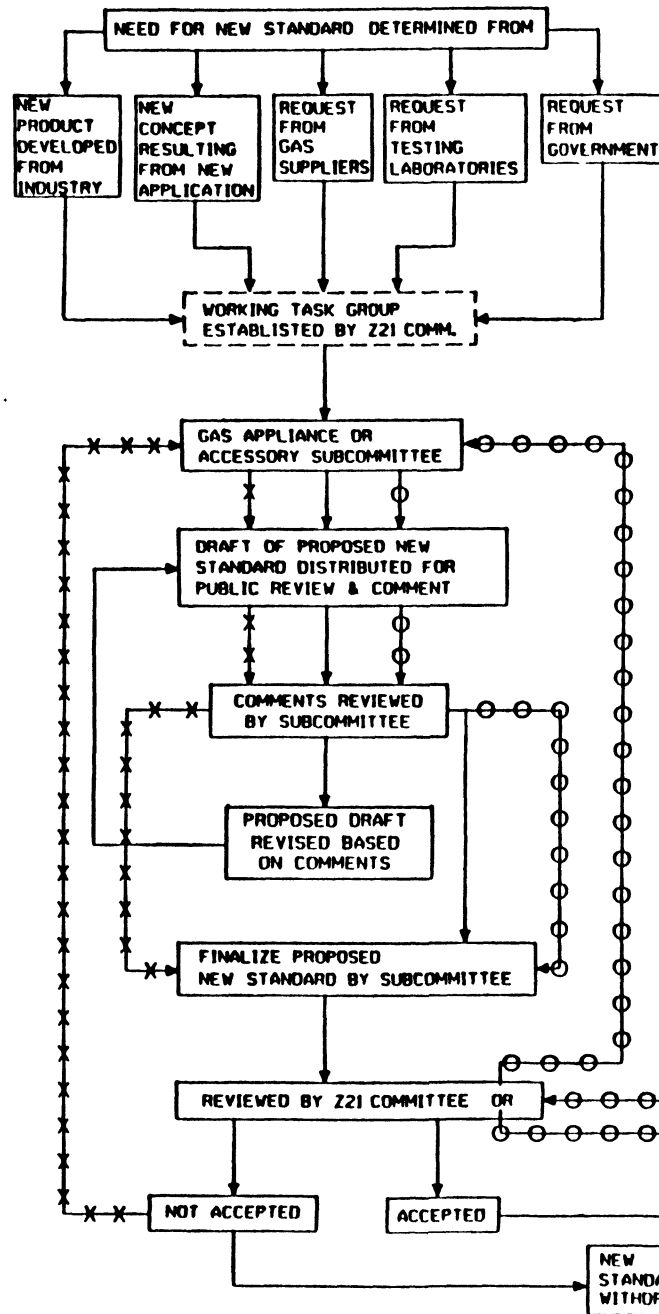 NEED FOR NEW STANDARD DETERMINED FROM
NEW
PRODUCT
DEVELOPED
FROM
INDUSTRY
NEW
CONCEPT
RESULTING
FROM NEW
APPLICATION
REQUEST
FROM
GAS
SUPPLIERS
REQUEST
FROM
TESTING
LABORATORIES
REQUEST
FROM
GOVERNMENT
WORKING TASK GROUP
ESTABLISTED BY Z21 COMM.
GAS APPLIANCE OR
ACCESSORY SUBCOMMITTEE
DRAFT OF PROPOSED NEW
STANDARD DISTRIBUTED FOR
PUBLIC REVIEW & COMMENT
COMMENTS REVIEWED
BY SUBCOMMITTEE
PROPOSED DRAFT
REVISED BASED
ON COMMENTS
FINALIZE PROPOSED
NEW STANDARD BY SUBCOMMITTEE
REVIEWED BY Z21 COMMITTEE OR
NOT ACCEPTED
ACCEPTED
NEW